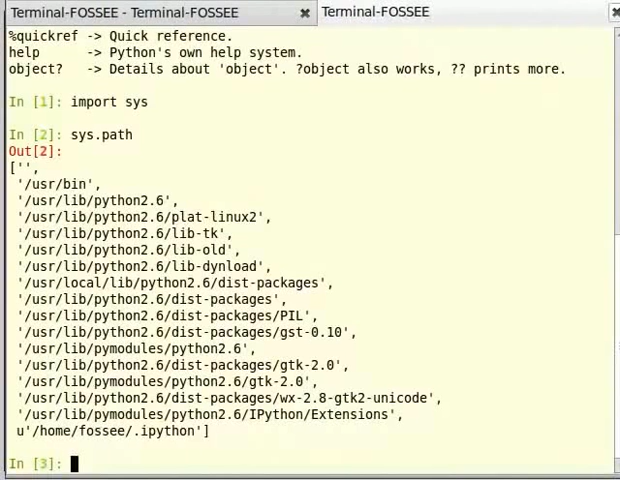 Terminal-FOSSEE - Terminal-FOSSEE
Terminal-FOSSEE
%quickref -> Quick reference.
help      -> Python's own help system.
object?   -> Details about 'object'. ?object also works, ?? prints more.
In [1]: import sys
In [2]: sys.path
Out[2]:
['',
 '/usr/bin',
 '/usr/lib/python2.6',
 '/usr/lib/python2.6/plat-linux2',
 '/usr/lib/python2.6/lib-tk',
 '/usr/lib/python2.6/lib-old',
 '/usr/lib/python2.6/lib-dynload',
 '/usr/local/lib/python2.6/dist-packages',
 '/usr/lib/python2.6/dist-packages',
 '/usr/lib/python2.6/dist-packages/PIL',
 '/usr/lib/python2.6/dist-packages/gst-0.10',
 '/usr/lib/pymodules/python2.6',
 '/usr/lib/python2.6/dist-packages/gtk-2.0',
 '/usr/lib/pymodules/python2.6/gtk-2.0',
 '/usr/lib/python2.6/dist-packages/wx-2.8-gtk2-unicode',
 '/usr/lib/pymodules/python2.6/IPython/Extensions',
 u'/home/fossee/.ipython']
In [3]: